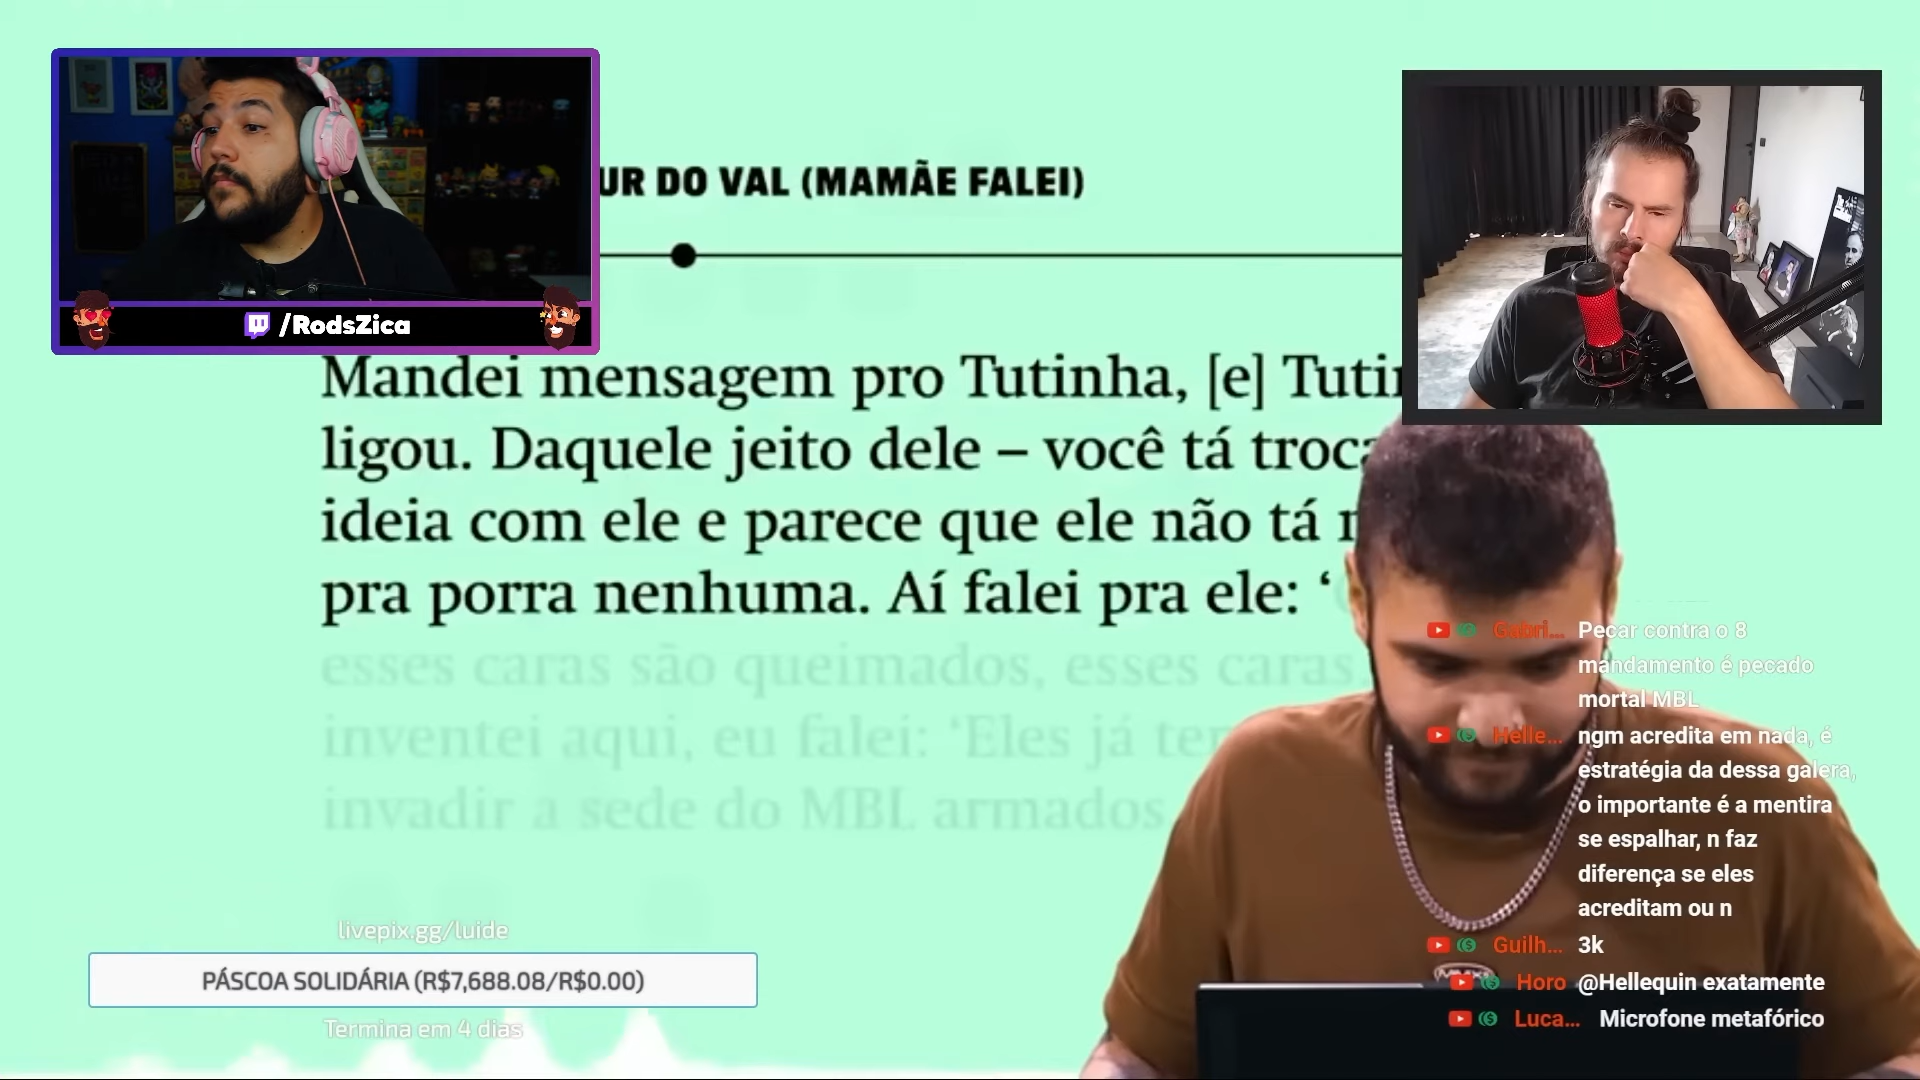 UR DO VAL (MAMÃE FALEI)
/RodsZica
Mandei mensagem pro Tutinha, [e]
ligou. Daquele jeito dele – você tá
ideia com ele e parece que ele não tá
pra porra nenhuma. Aí falei pra ele: ‘
esses caras são queimados, esses caras
inventei aqui, eu falei: ‘Eles já
invadir a sede do MBL armados
livepix.gg/luide
PÁSCOA SOLIDÁRIA (R$7,688.08/R$0.00)
Termina em 4 dias
Gabri... Pecar contra o 8
mandamento é pecado
mortal MBL
Helle... ngm acredita em nada, é
estratégia da dessa galera,
o importante é a mentira
se espalhar, n faz
diferença se eles
acreditam ou n
Guilh... 3k
Horo @Hellequin exatamente
Luca... Microfone metafórico